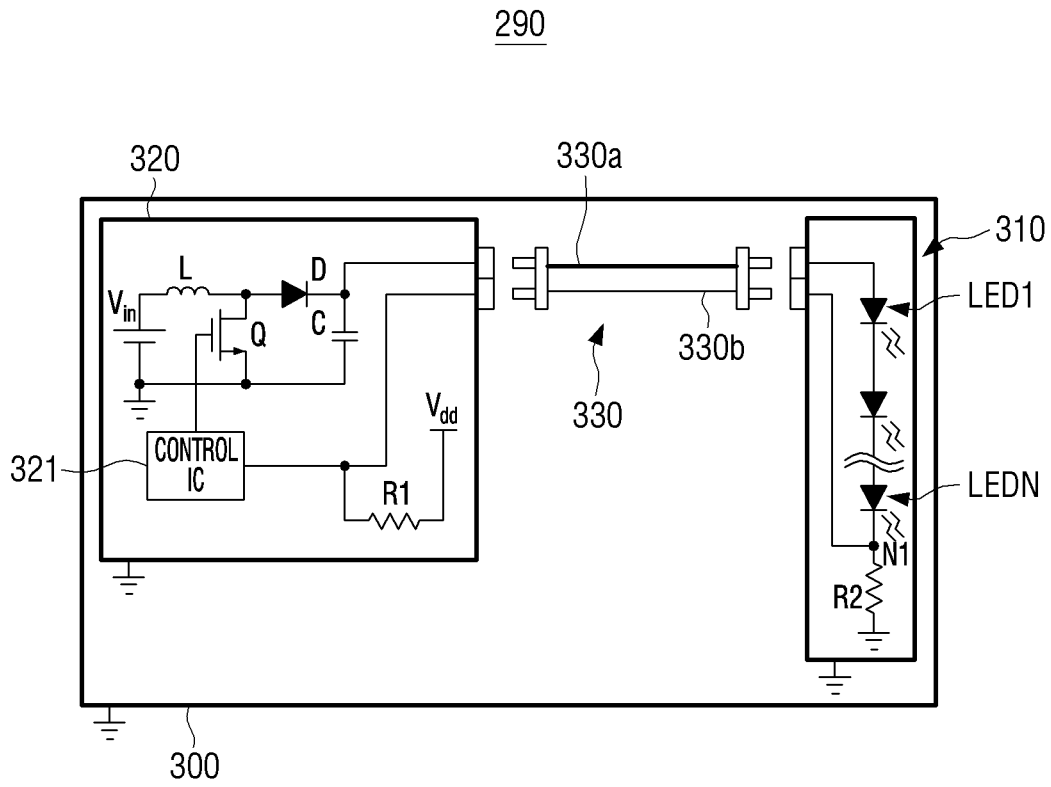 290
320
330a
310
L
D
LED1
Vin
Q
C
330b
330
Vdd
321
CONTROL
IC
R1
LEDN
N1
R2
300